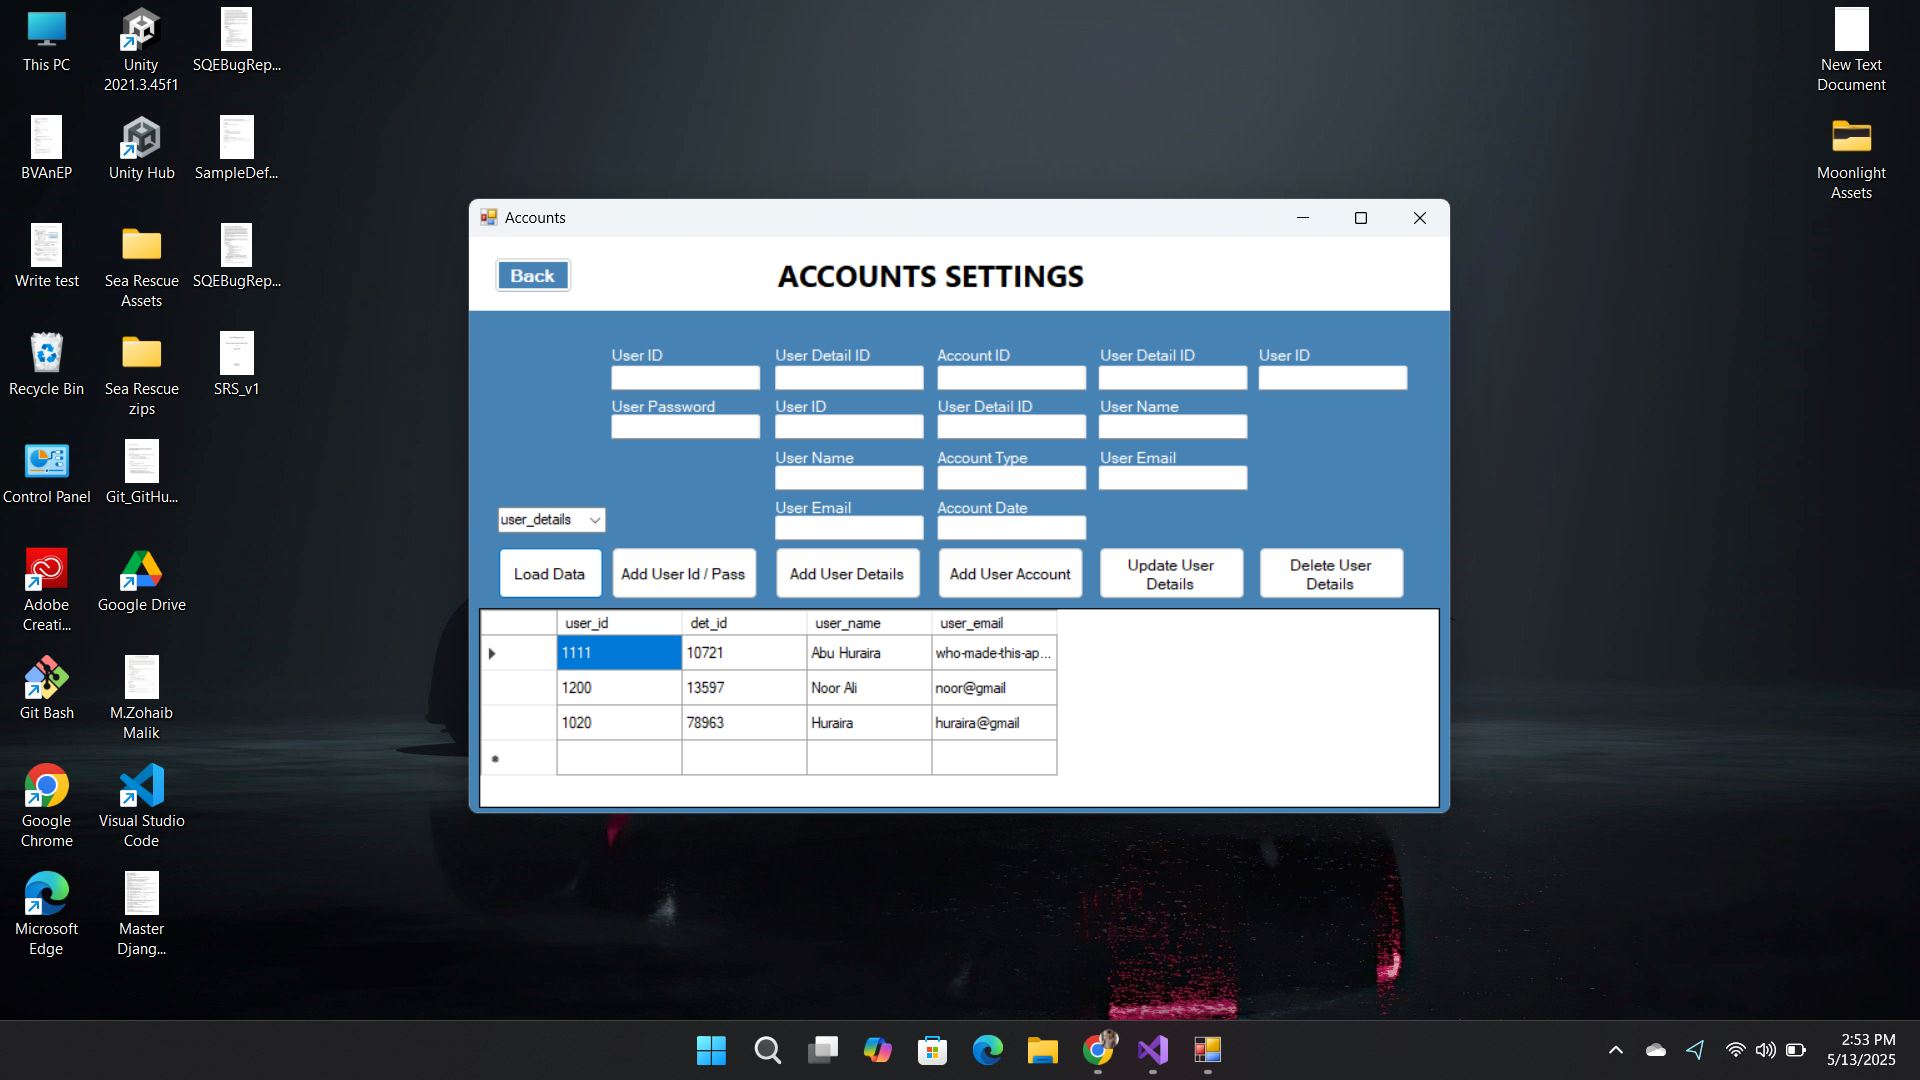 This PC
Unity
2021.3.45f1
SQEBugRep...
BVAnEP
Unity Hub
SampleDef...
Write test
Sea Rescue
Assets
SQEBugRep...
Recycle Bin
Sea Rescue
zips
SRS_v1
Control Panel
Git_GitHu...
Adobe
Creati...
Google Drive
Git Bash
M.Zohaib
Malik
Google
Chrome
Visual Studio
Code
Microsoft
Edge
Master
Djang...
New Text
Document
Moonlight
Assets
Accounts
Back
ACCOUNTS SETTINGS
User ID
User Detail ID
Account ID
User Detail ID
User ID
User Password
User ID
User Detail ID
User Name
User Name
Account Type
User Email
User Email
Account Date
user_details
Load Data
Add User Id / Pass
Add User Details
Add User Account
Update User
Details
Delete User
Details
user_id det_id user_name user_email
1111 10721 Abu Huraira who-made-this-ap...
1200 13597 Noor Ali noor@gmail
1020 78963 Huraira huraira@gmail
2:53 PM
5/13/2025